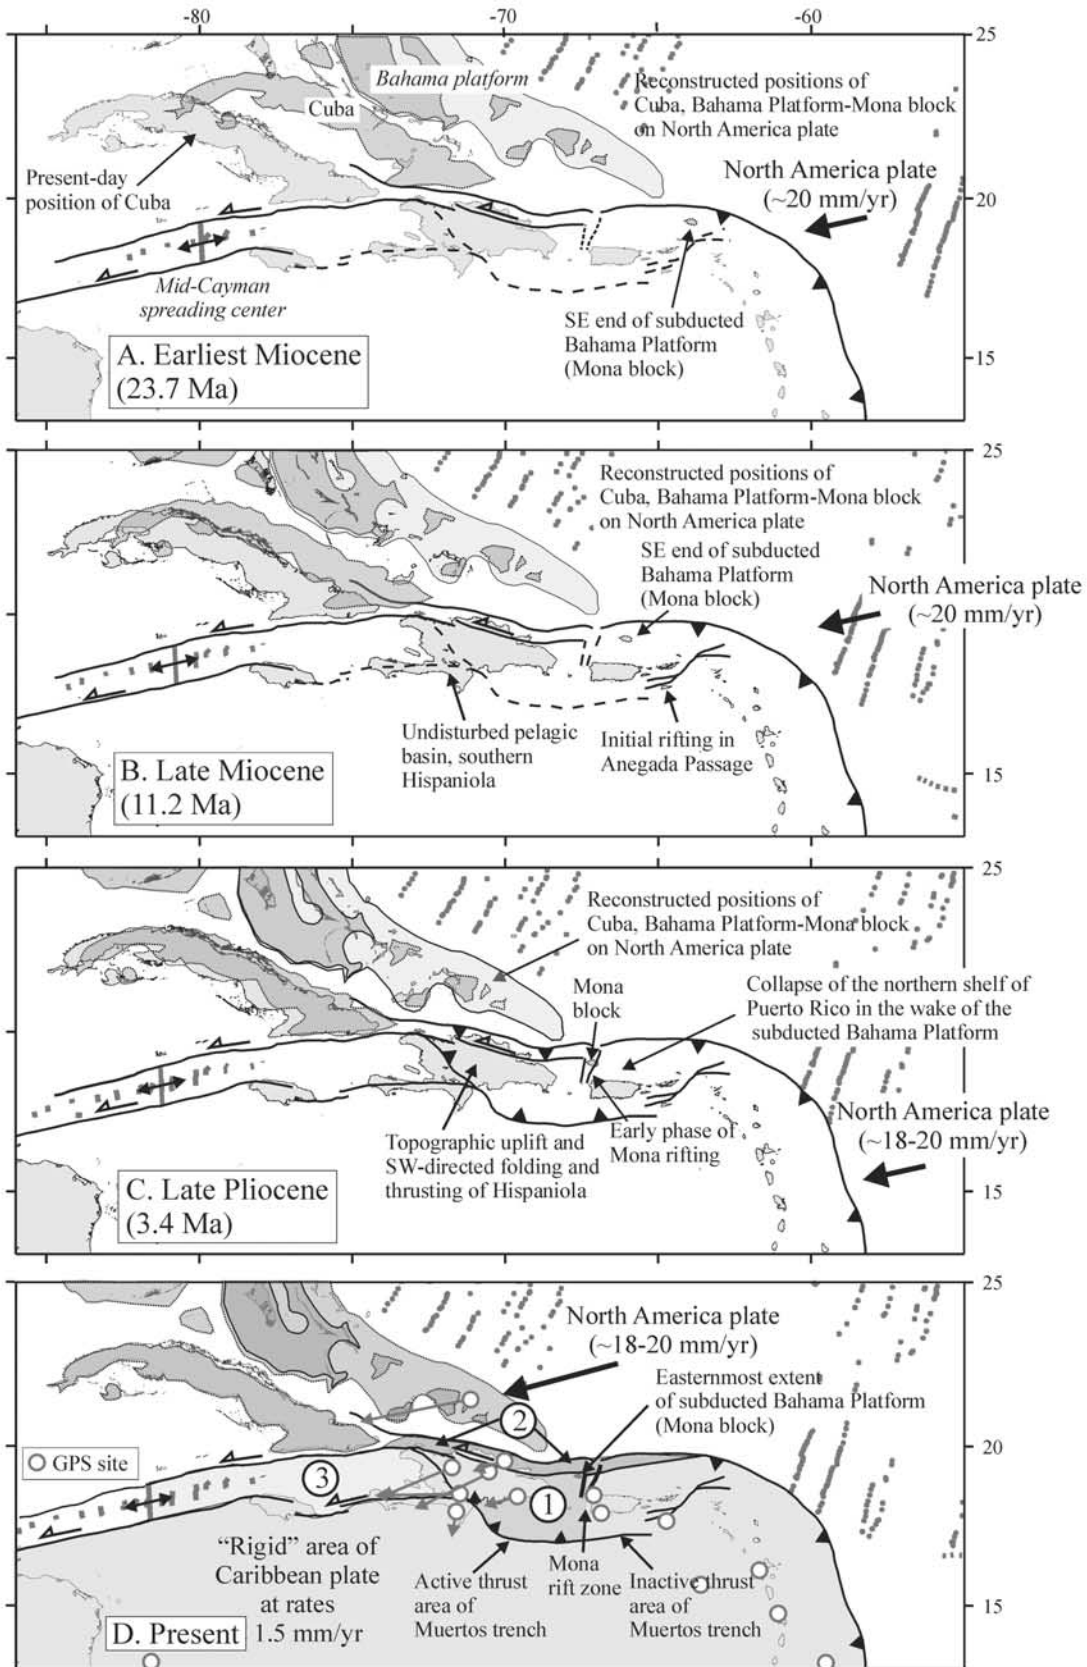 -80
-70
-60
25
Bahama platform
Reconstructed positions of
Cuba, Bahama Platform-Mona block
on North America plate
Cuba
Present-day
position of Cuba
North America plate
(~20 mm/yr)
20
Mid-Cayman
spreading center
SE end of subducted
Bahama Platform
(Mona block)
A. Earliest Miocene
(23.7 Ma)
15
25
Reconstructed positions of
Cuba, Bahama Platform-Mona block
on North America plate
SE end of subducted
Bahama Platform
(Mona block)
North America plate
(~20 mm/yr)
Undisturbed pelagic
basin, southern
Hispaniola
Initial rifting in
Anegada Passage
B. Late Miocene
(11.2 Ma)
15
25
Reconstructed positions of
Cuba, Bahama Platform-Mona block
on North America plate
Mona
block
Collapse of the northern shelf of
Puerto Rico in the wake of the
subducted Bahama Platform
North America plate
(~18-20 mm/yr)
Topographic uplift and
SW-directed folding and
thrusting of Hispaniola
Early phase of
Mona rifting
C. Late Pliocene
(3.4 Ma)
15
25
North America plate
(~18-20 mm/yr)
Easternmost extent
of subducted Bahama Platform
(Mona block)
2
20
GPS site
3
1
"Rigid" area of
Caribbean plate
at rates
1.5 mm/yr
Active thrust
area of
Muertos trench
Mona
rift zone
Inactive thrust
area of
Muertos trench
15
D. Present